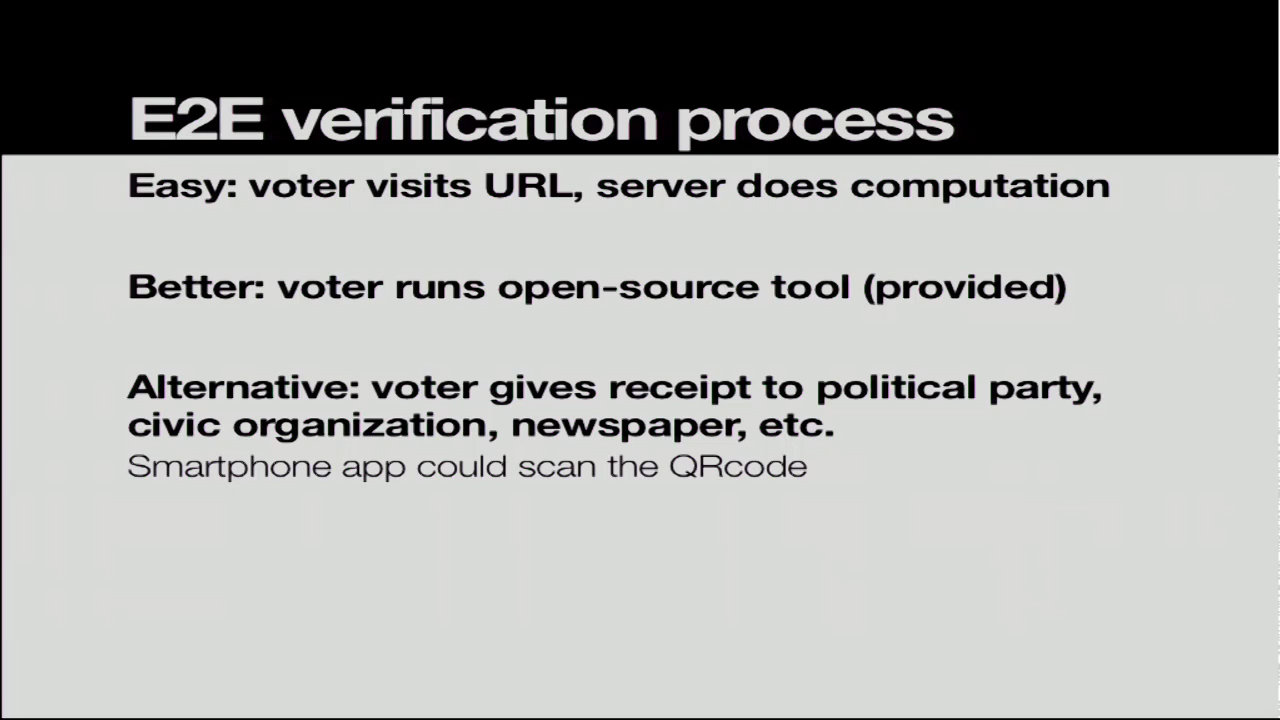 E2E verification process
Easy: voter visits URL, server does computation
Better: voter runs open-source tool (provided)
Alternative: voter gives receipt to political party,
civic organization, newspaper, etc.
Smartphone app could scan the QRcode